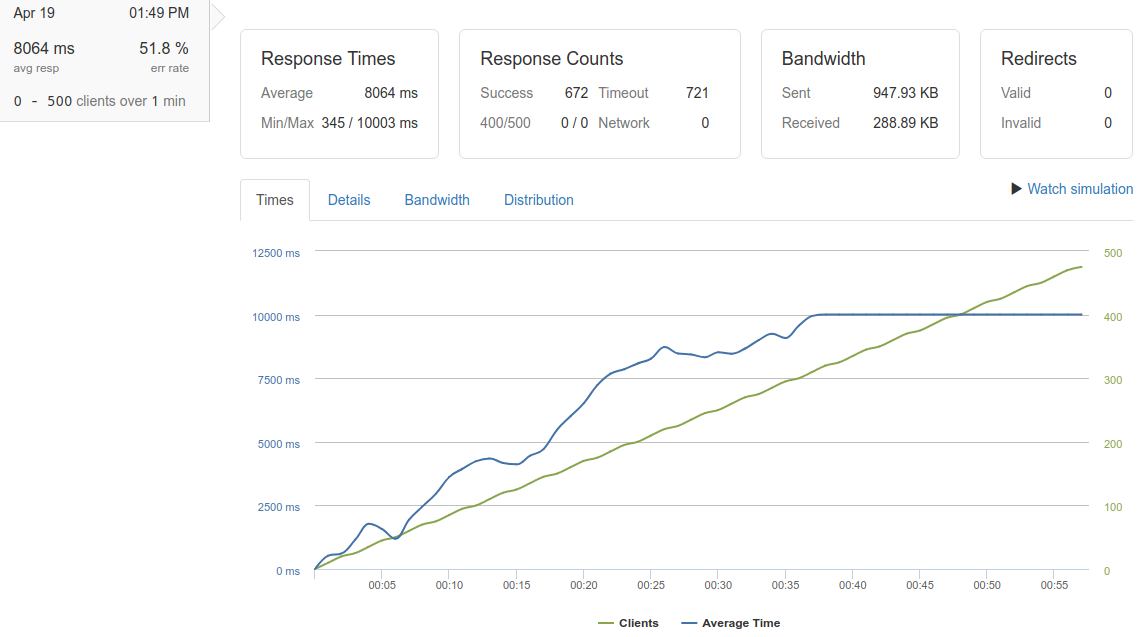 Apr 19 01:49 PM
8064 ms 51.8 %
avg resp err rate
0 - 500 clients over 1 min
Response Times
Average 8064 ms
Min/Max 345 / 10003 ms
Response Counts
Success 672 Timeout 721
400/500 0 / 0 Network 0
Bandwidth
Sent 947.93 KB
Received 288.89 KB
Redirects
Valid 0
Invalid 0
Times Details Bandwidth Distribution
Watch simulation
12500 ms 500
10000 ms 400
7500 ms 300
5000 ms 200
2500 ms 100
0 ms 0
00:05 00:10 00:15 00:20 00:25 00:30 00:35 00:40 00:45 00:50 00:55
Clients Average Time